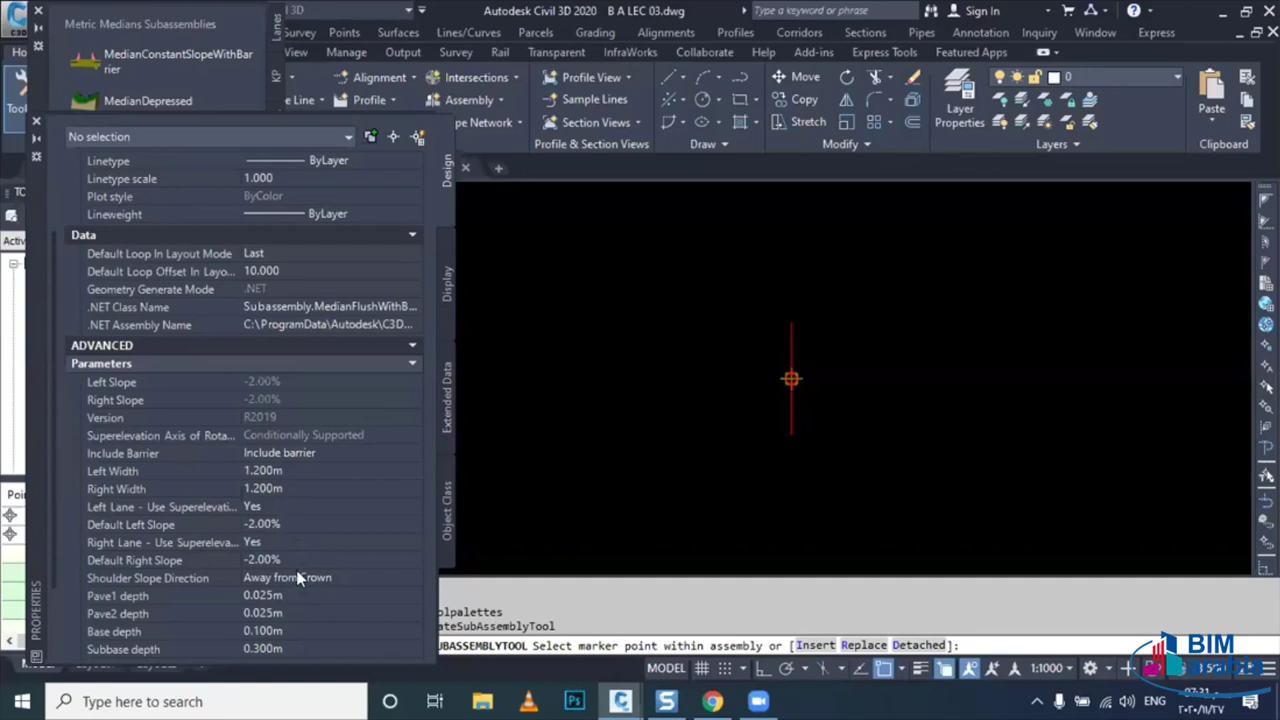 Metric Medians Subassemblies
Lanes
3D
Autodesk Civil 3D 2020 B A LEC 03.dwg
Type a keyword or phrase
Sign In
MedianConstantSlopeWithBar
rier
MedianDepressed
KP
View Points Surfaces Lines/Curves Parcels Grading Alignments Profiles Corridors Sections Pipes Annotation Inquiry Window Express
Manage Output Survey Rail Transparent InfraWorks Collaborate Help Add-ins Express Tools Featured Apps
Alignment Intersections Profile View
Line Profile Assembly Sample Lines
Section Views
Profile & Section Views
Draw
Move
Copy
Stretch
Modify
Layer
Properties
0
Layers
Paste
Clipboard
No selection
Linetype ByLayer
Linetype scale 1.000
Plot style ByColor
Lineweight ByLayer
Data
Default Loop In Layout Mode Last
Default Loop Offset In Layo... 10.000
Geometry Generate Mode .NET
.NET Class Name Subassembly.MedianFlushWithB...
.NET Assembly Name C:\ProgramData\Autodesk\C3D...
ADVANCED
Parameters
Left Slope -2.00%
Right Slope -2.00%
Version R2019
Superelevation Axis of Rota... Conditionally Supported
Include Barrier Include barrier
Left Width 1.200m
Right Width 1.200m
Left Lane - Use Superelevati... Yes
Default Left Slope -2.00%
Right Lane - Use Supereleva... Yes
Default Right Slope -2.00%
Shoulder Slope Direction Away from Crown
Pave1 depth 0.025m
Pave2 depth 0.025m
Base depth 0.100m
Subbase depth 0.300m
Design
Display
Extended Data
Object Class
PROPERTIES
olpalettes
ateSubAssemblyTool
SUBASSEMBLYTOOL Select marker point within assembly or [Insert Replace Detached]:
MODEL
1:1000
BIM
arabia
Type here to search
Ps
ENG